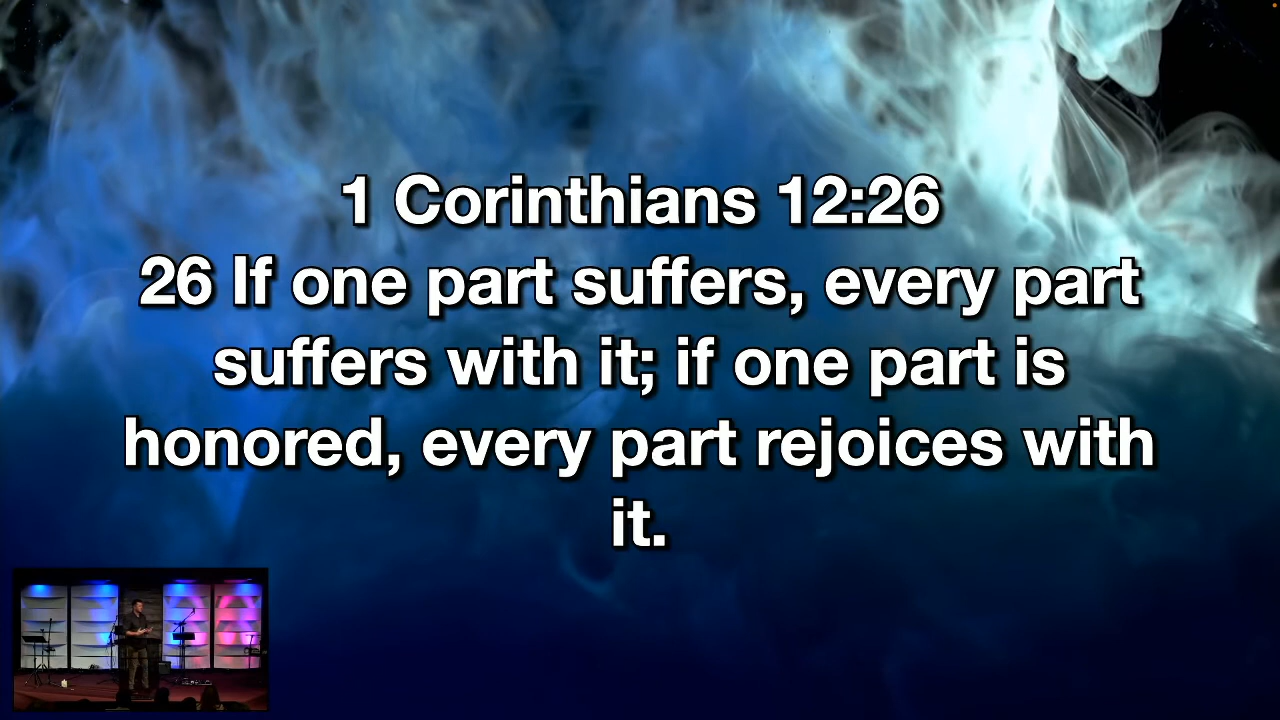 1 Corinthians 12:26
26 If one part suffers, every part
suffers with it; if one part is
honored, every part rejoices with
it.